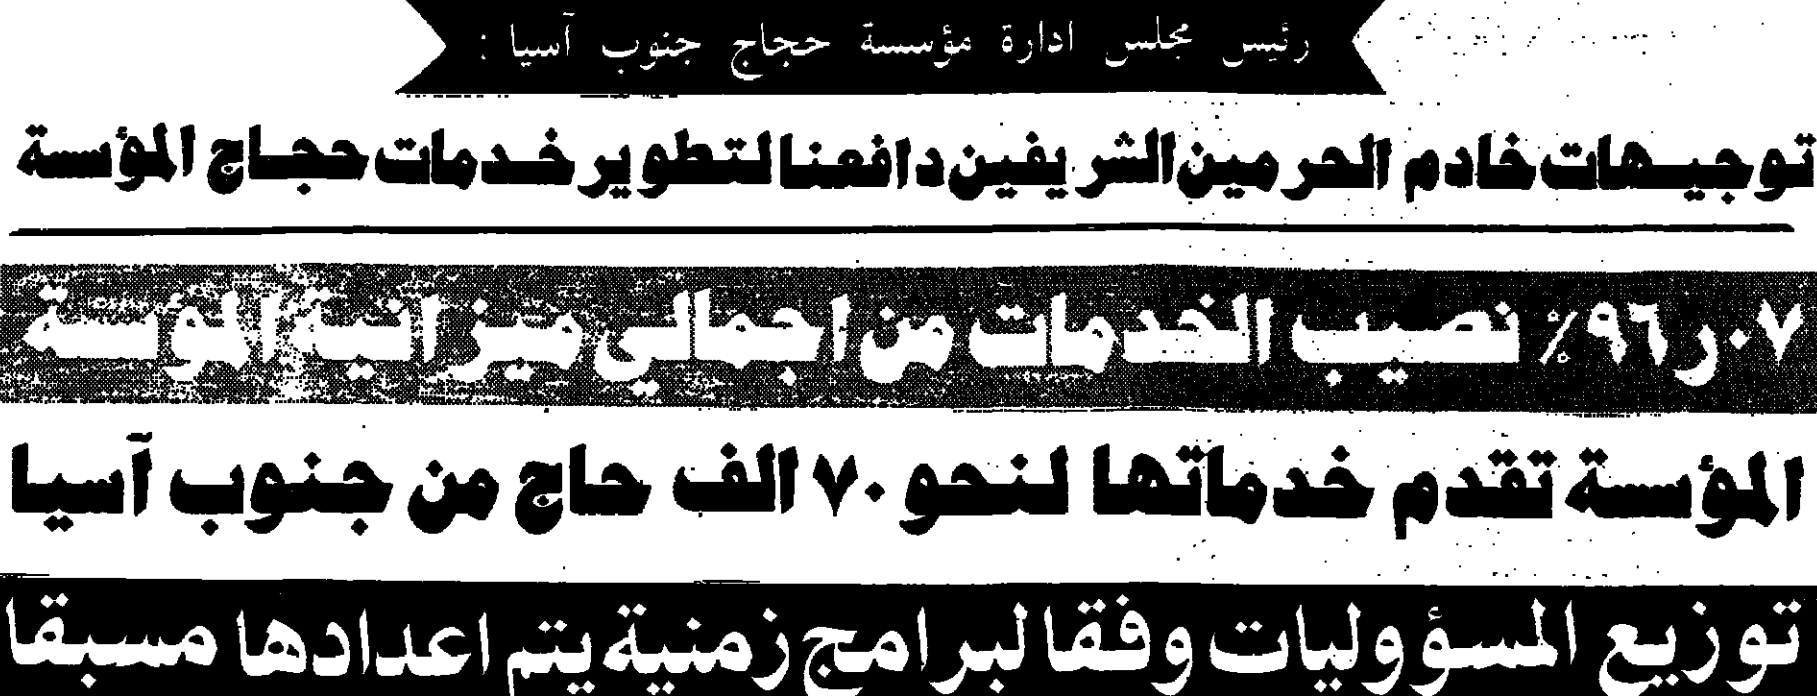 رئيس مجلس ادارة مؤسسة حجاج جنوب آسيا :
توجيهات خادم الحرمين الشريفين دافعنا لتطوير خدمات حجاج المؤسسة
٠٧ر٩٦٪ نصيب الخدمات من اجمالي ميزانية المؤسسة
المؤسسة تقدم خدماتها لنحو ٧٠ الف حاج من جنوب آسيا
توزيع المسؤوليات وفقا لبرامج زمنية يتم اعدادها مسبقا